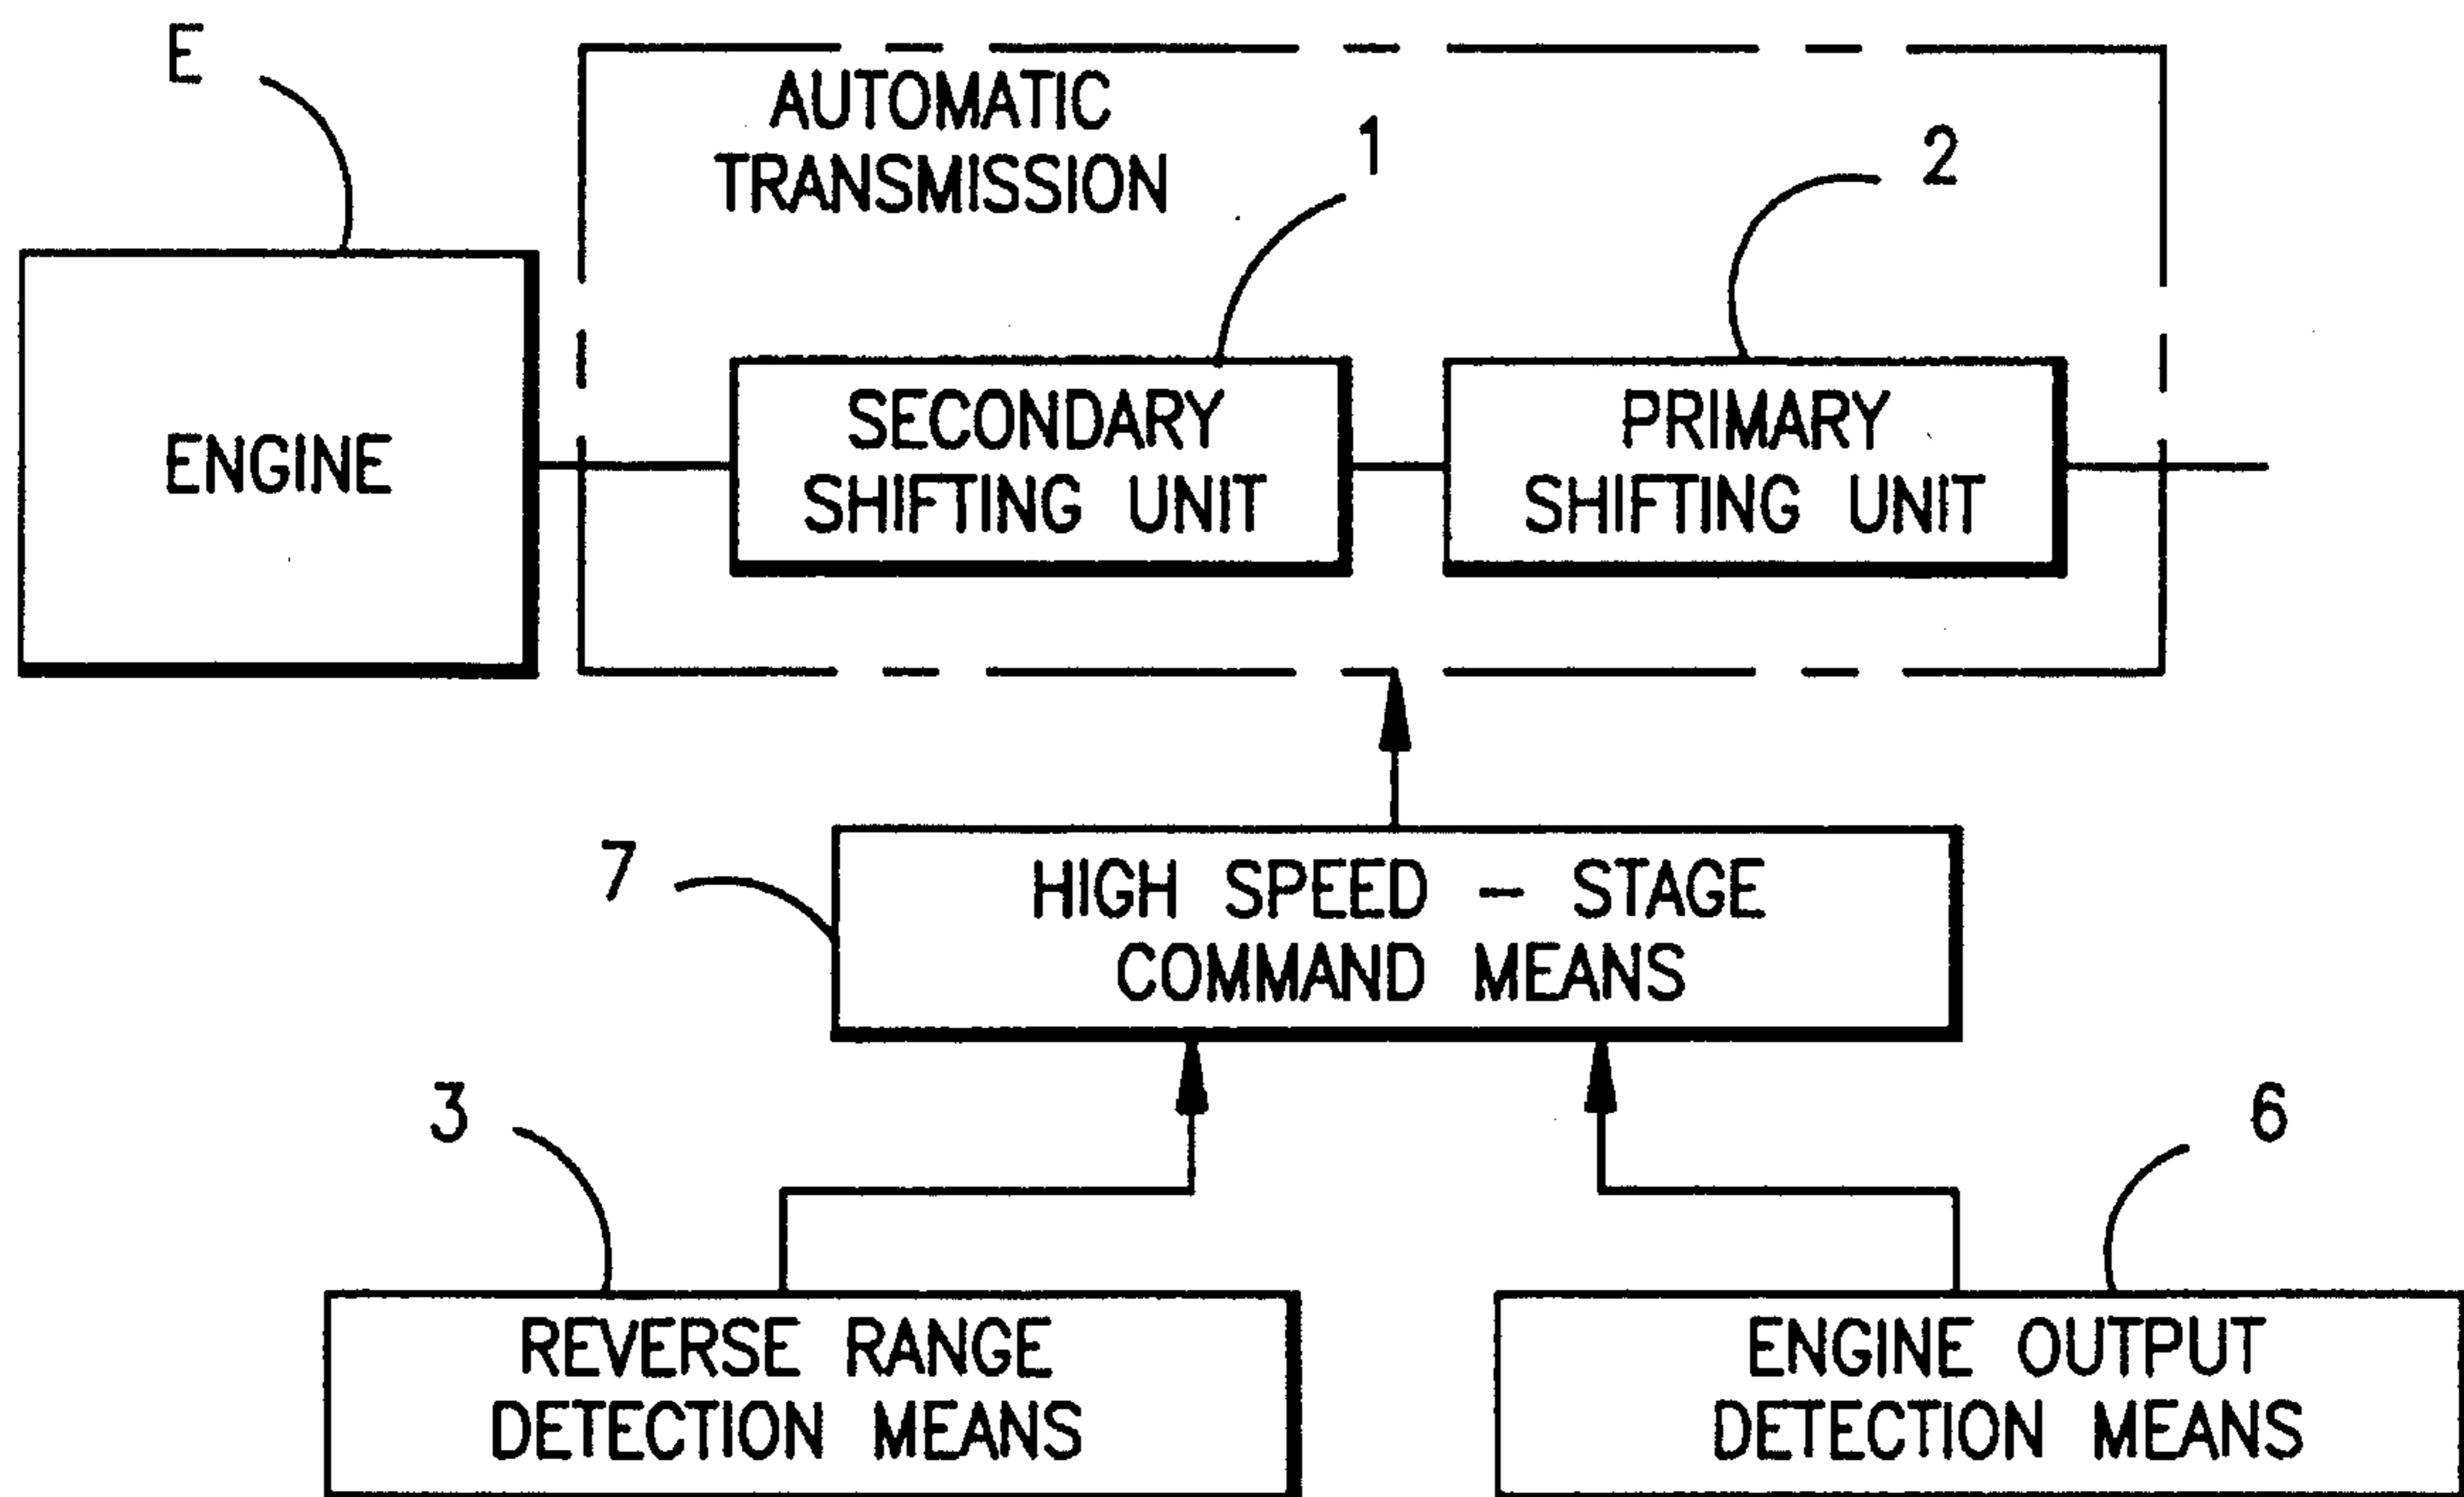 E
AUTOMATIC
TRANSMISSION
1
2
ENGINE
SECONDARY
SHIFTING UNIT
PRIMARY
SHIFTING UNIT
7
HIGH SPEED - STAGE
COMMAND MEANS
3
6
REVERSE RANGE
DETECTION MEANS
ENGINE OUTPUT
DETECTION MEANS